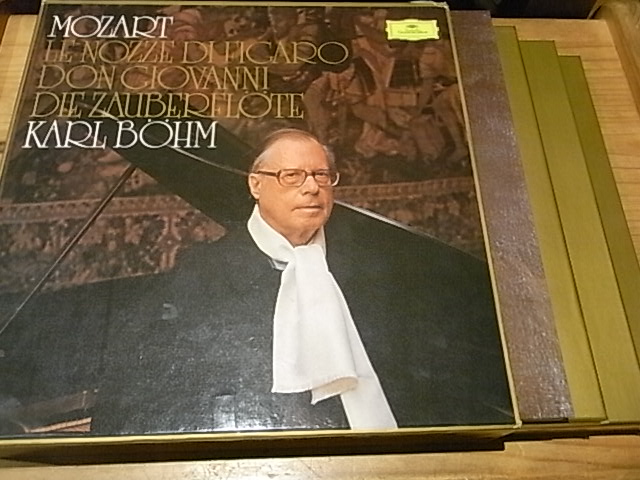 MOZART
LE NOZZE DI FIGARO
DON GIOVANNI
DIE ZAUBERFLÖTE
KARL BÖHM